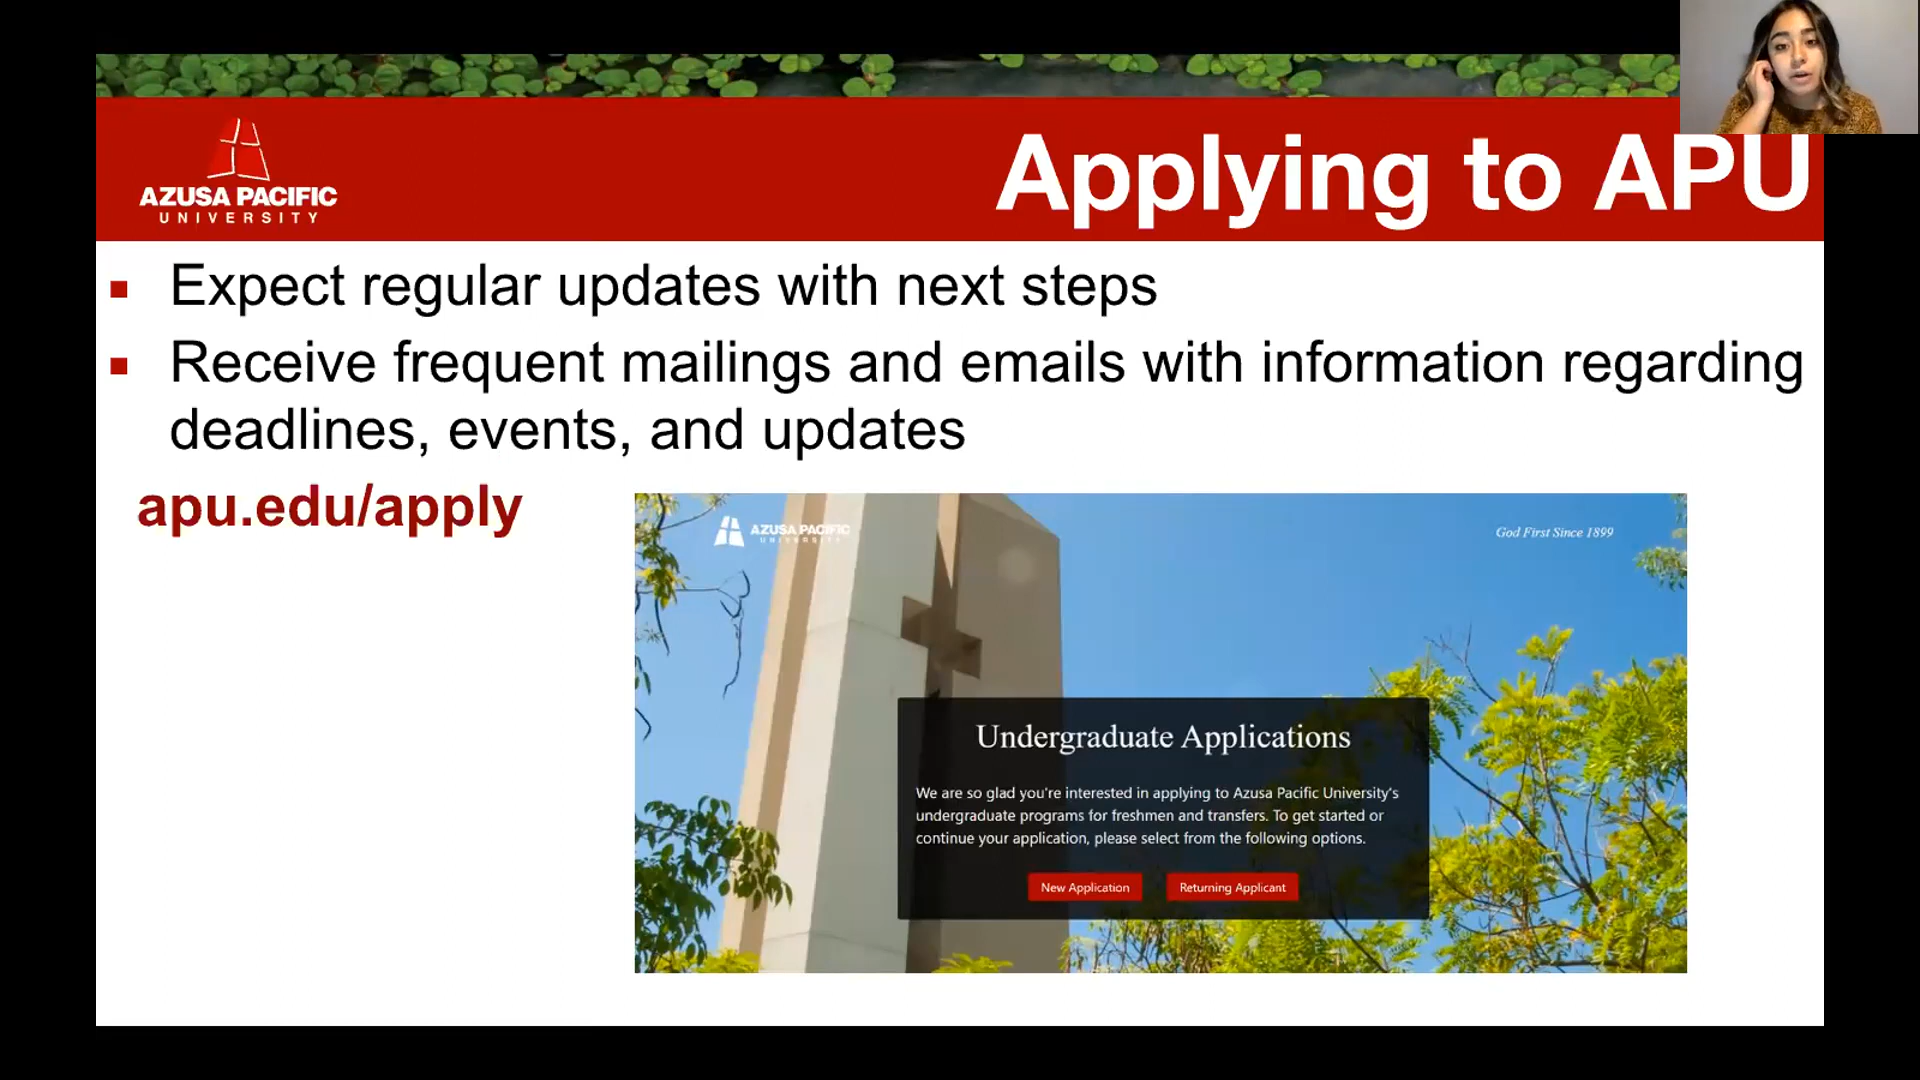 AZUSA PACIFIC
UNIVERSITY
Applying to APU
Expect regular updates with next steps
Receive frequent mailings and emails with information regarding
deadlines, events, and updates
apu.edu/apply
AZUSA PACIFIC
UNIVERSITY
God First Since 1899
Undergraduate Applications
We are so glad you're interested in applying to Azusa Pacific University's
undergraduate programs for freshmen and transfers. To get started or
continue your application, please select from the following options.
New Application
Returning Applicant